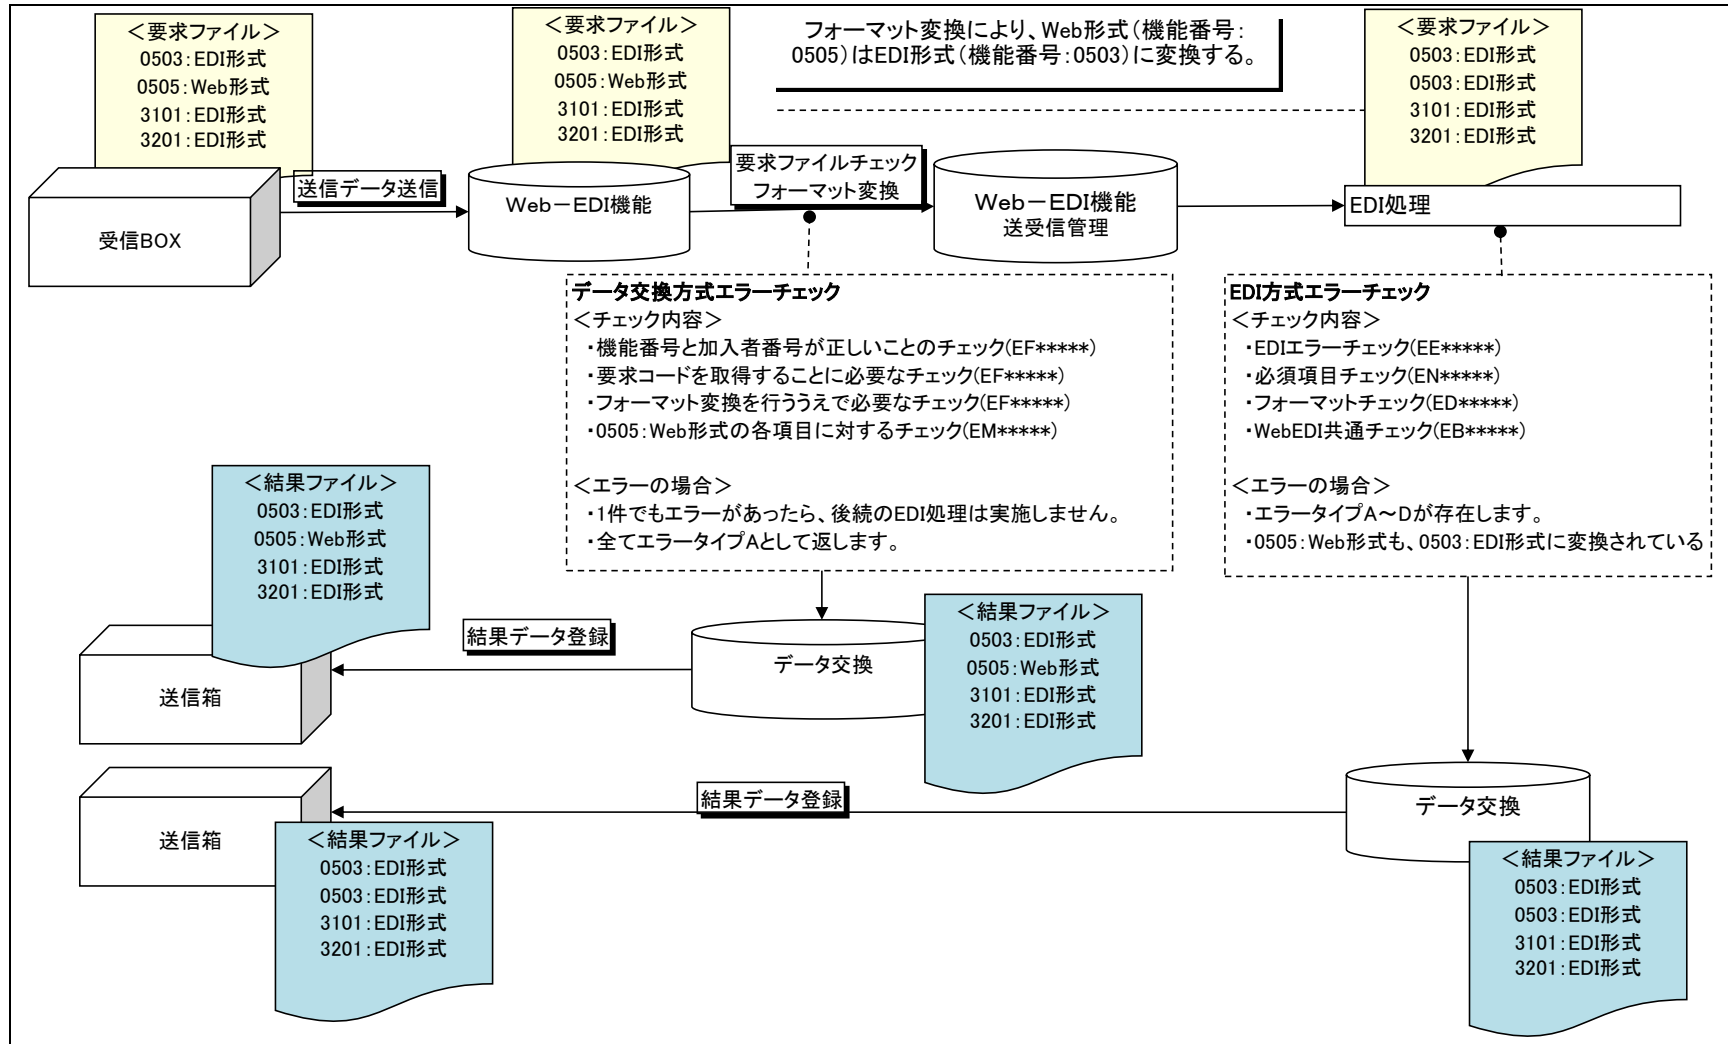 ＜要求ファイル＞
0503：EDI形式
0505：Web形式
3101：EDI形式
3201：EDI形式
＜要求ファイル＞
0503：EDI形式
0505：Web形式
3101：EDI形式
3201：EDI形式
フォーマット変換により、Web形式（機能番号：
0505）はEDI形式（機能番号：0503）に変換する。
＜要求ファイル＞
0503：EDI形式
0503：EDI形式
3101：EDI形式
3201：EDI形式
受信BOX
送信データ送信
Web－EDI機能
要求ファイルチェック
フォーマット変換
Web－EDI機能
送受信管理
EDI処理
データ交換方式エラーチェック
＜チェック内容＞
・機能番号と加入者番号が正しいことのチェック(EF*****)
・要求コードを取得することに必要なチェック(EF*****)
・フォーマット変換を行ううえで必要なチェック(EF*****)
・0505：Web形式の各項目に対するチェック(EM*****)
＜エラーの場合＞
・1件でもエラーがあったら、後続のEDI処理は実施しません。
・全てエラータイプAとして返します。
EDI方式エラーチェック
＜チェック内容＞
・EDIエラーチェック(EE*****)
・必須項目チェック(EN*****)
・フォーマットチェック(ED*****)
・WebEDI共通チェック(EB*****)
＜エラーの場合＞
・エラータイプA～Dが存在します。
・0505：Web形式も、0503：EDI形式に変換されている
＜結果ファイル＞
0503：EDI形式
0505：Web形式
3101：EDI形式
3201：EDI形式
送信箱
結果データ登録
データ交換
＜結果ファイル＞
0503：EDI形式
0505：Web形式
3101：EDI形式
3201：EDI形式
送信箱
＜結果ファイル＞
0503：EDI形式
0503：EDI形式
3101：EDI形式
3201：EDI形式
結果データ登録
データ交換
＜結果ファイル＞
0503：EDI形式
0503：EDI形式
3101：EDI形式
3201：EDI形式